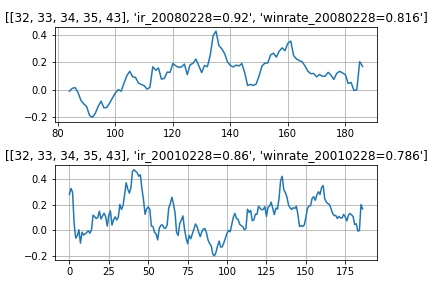 [[32, 33, 34, 35, 43], 'ir_20080228=0.92', 'winrate_20080228=0.816']
0.4
0.2
0.0
−0.2
80 100 120 140 160 180
[[32, 33, 34, 35, 43], 'ir_20010228=0.86', 'winrate_20010228=0.786']
0.4
0.2
0.0
−0.2
0 25 50 75 100 125 150 175